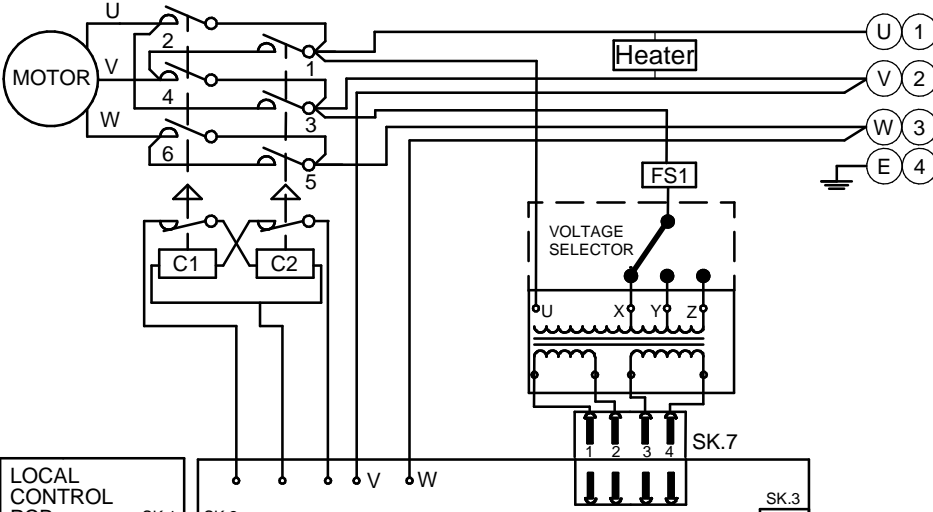 U
MOTOR
V
W
2
1
4
3
6
5
Heater
U 1
V 2
W 3
E 4
FS1
VOLTAGE
SELECTOR
C1
C2
U X Y Z
1 2 3 4
SK.7
V W
LOCAL
CONTROL
SK.3